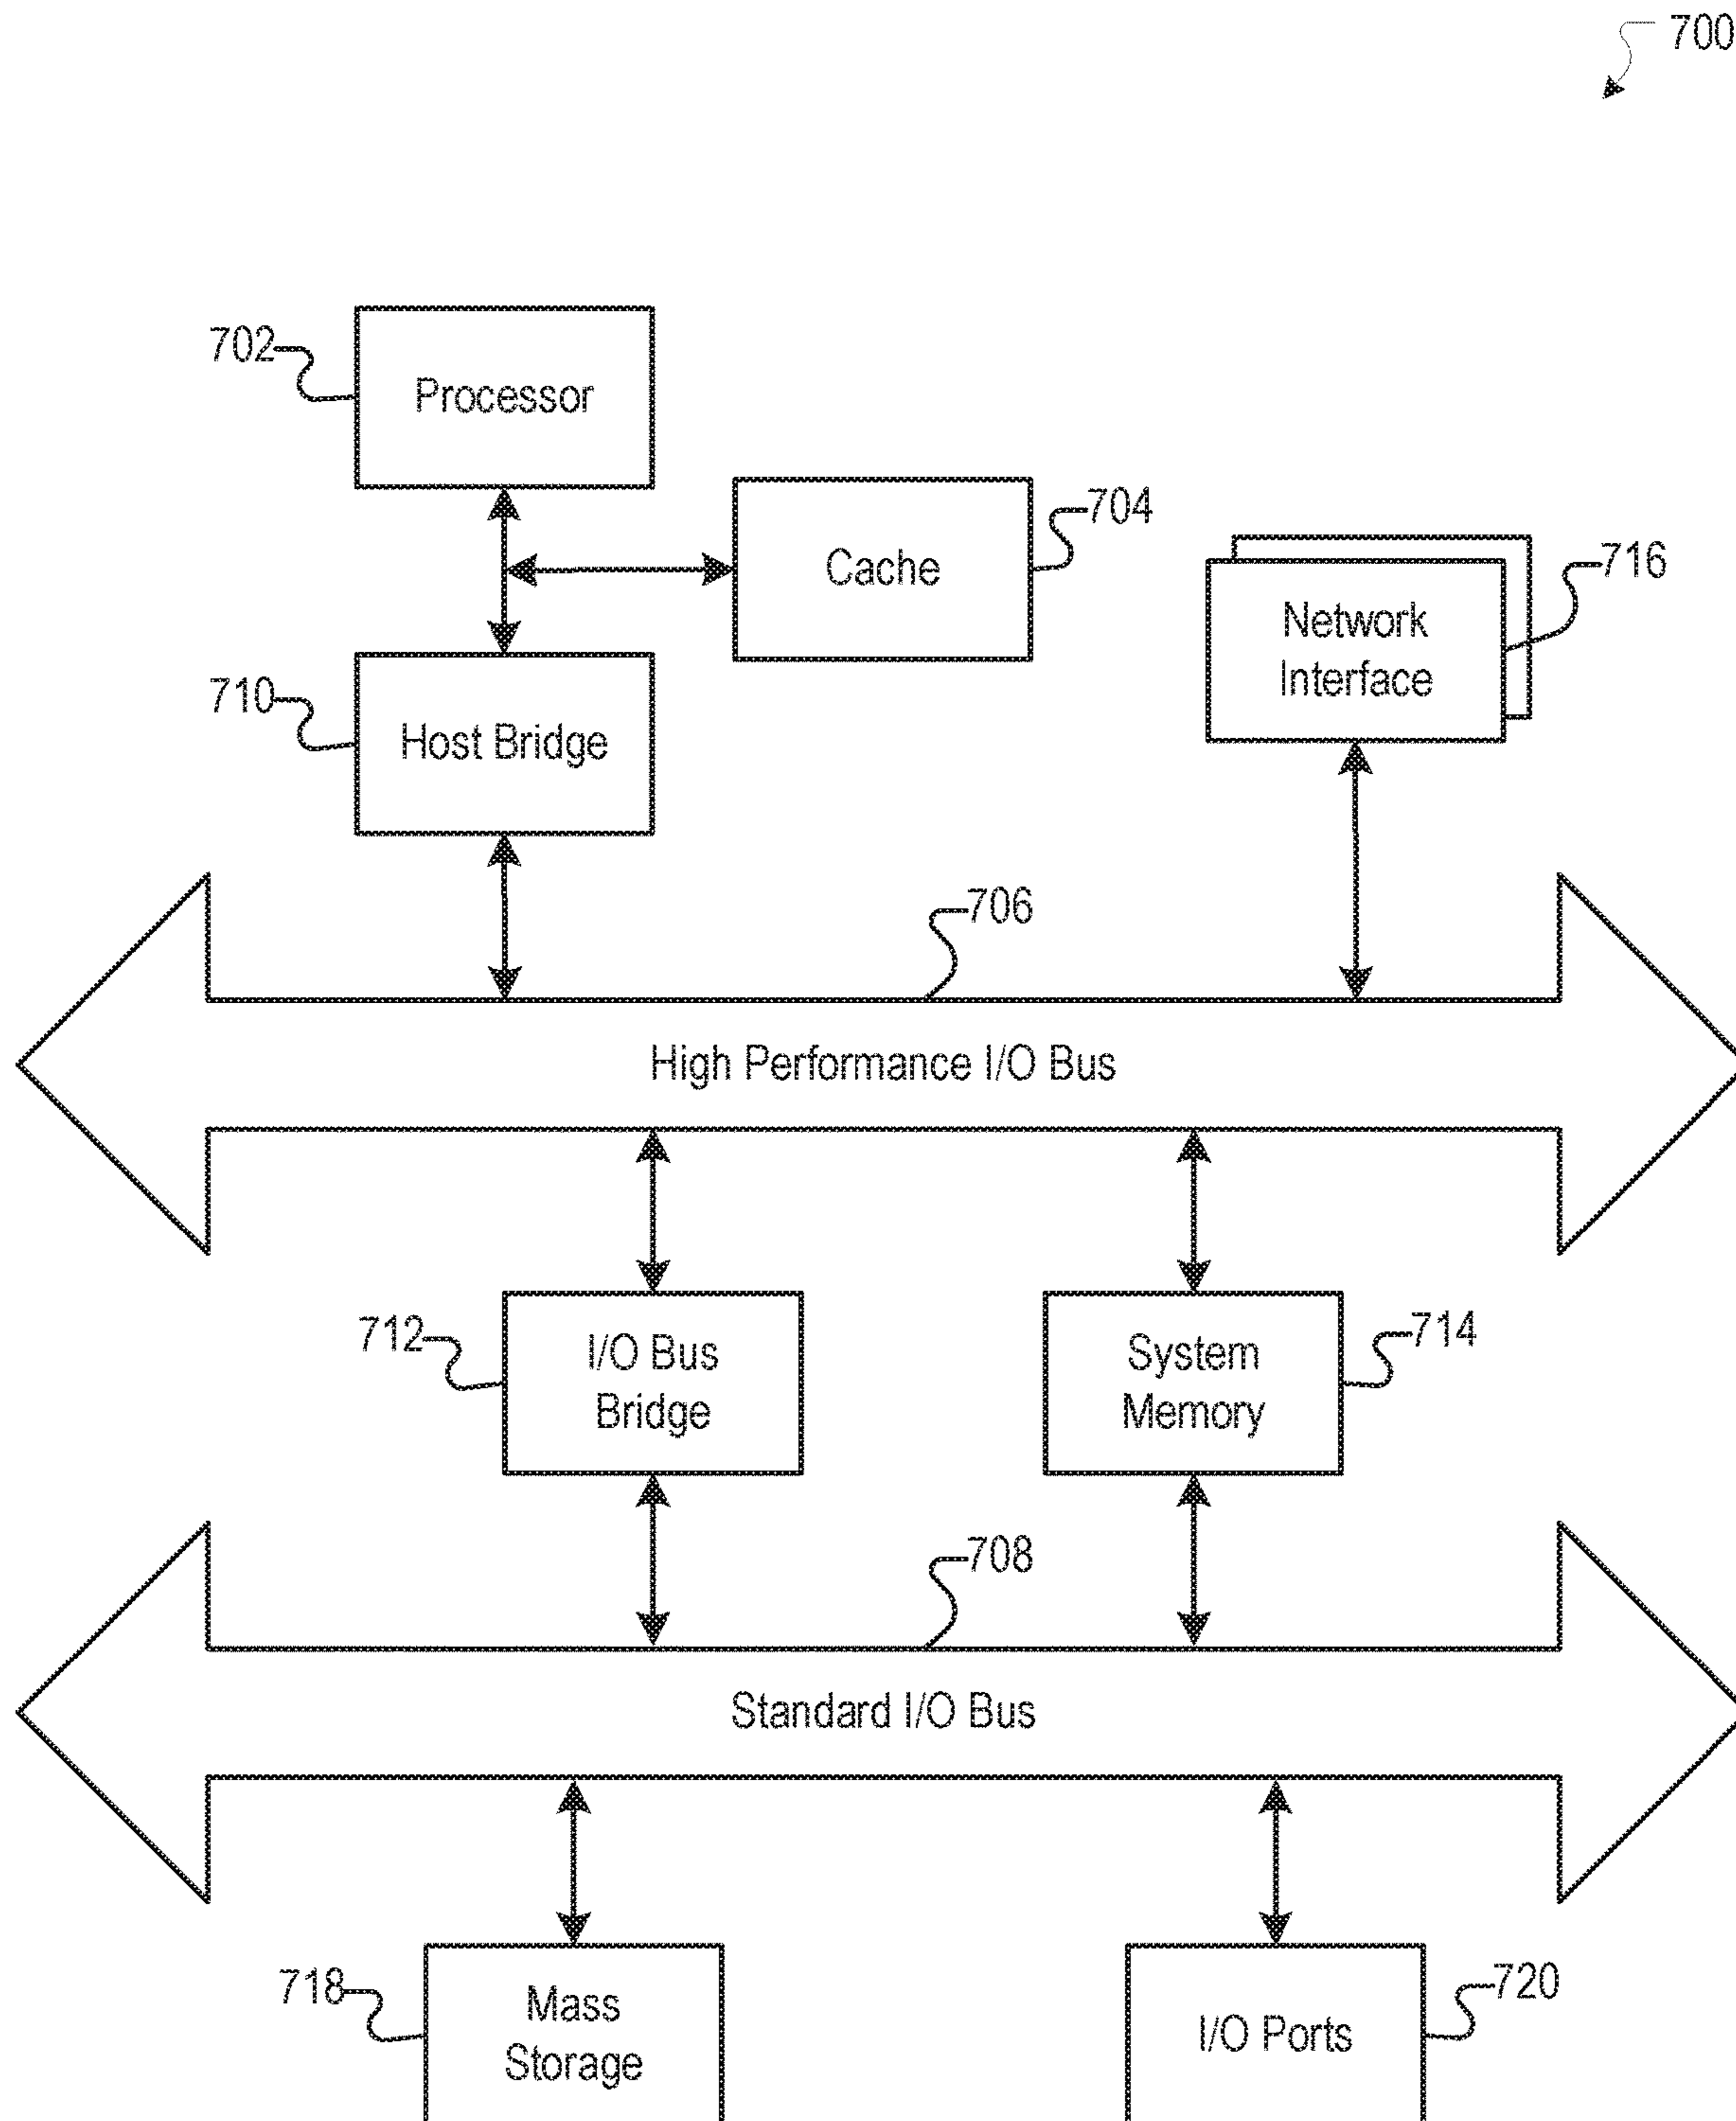 700
702
Processor
704
Cache
716
Network
Interface
710
Host Bridge
706
High Performance I/O Bus
712
I/O Bus
Bridge
System
Memory
714
708
Standard I/O Bus
718
Mass
Storage
I/O Ports
720